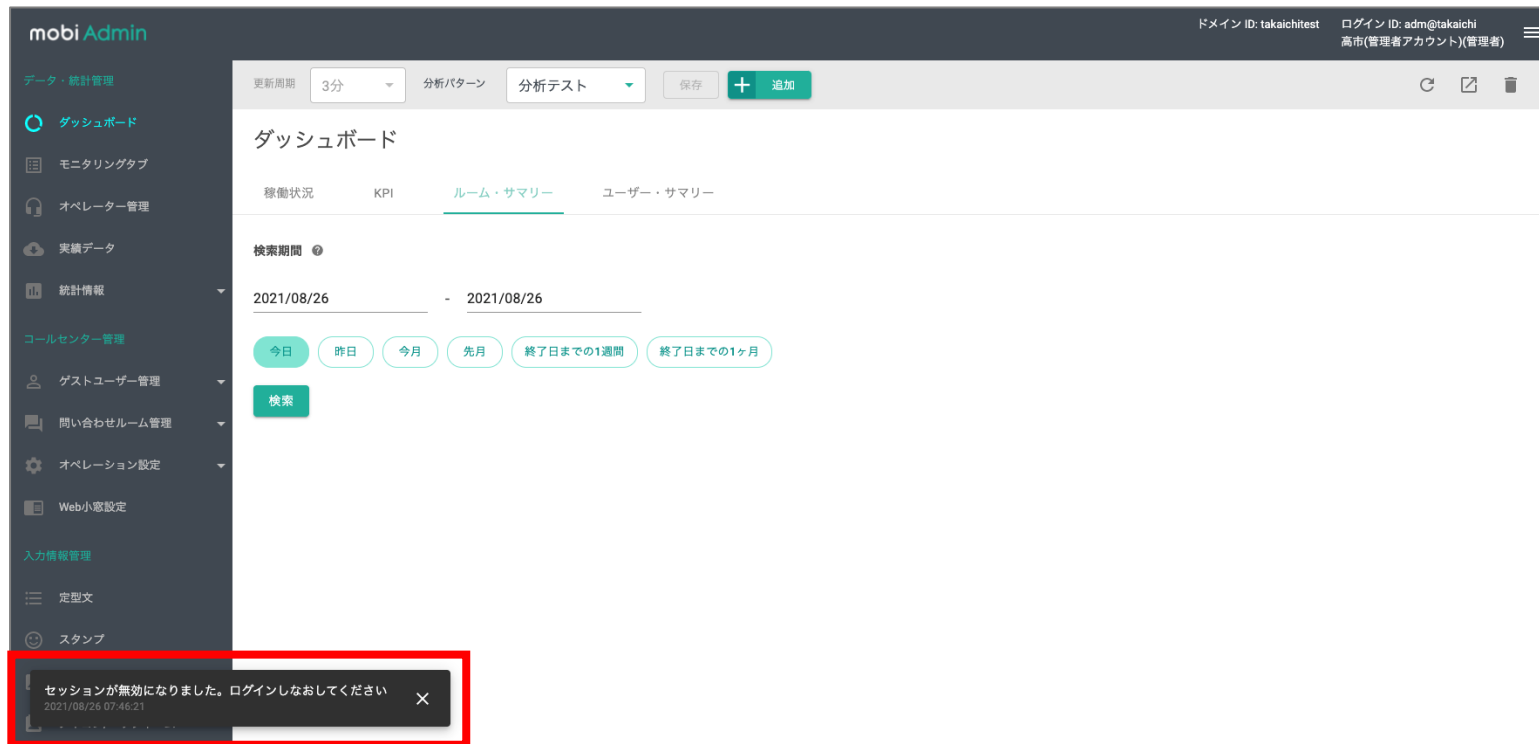 mobi Admin
ドメイン ID: takaichitest
ログイン ID: adm@takaichi
高市(管理者アカウント)(管理者)
データ・統計管理
ダッシュボード
モニタリングタブ
オペレーター管理
実績データ
統計情報
コールセンター管理
ゲストユーザー管理
問い合わせルーム管理
オペレーション設定
Web小窓設定
入力情報管理
定型文
スタンプ
更新周期
3分
分析パターン
分析テスト
保存
追加
ダッシュボード
稼働状況
KPI
ルーム・サマリー
ユーザー・サマリー
検索期間
2021/08/26
-
2021/08/26
今日
昨日
今月
先月
終了日までの1週間
終了日までの1ヶ月
検索
セッションが無効になりました。ログインしなおしてください
2021/08/26 07:46:21